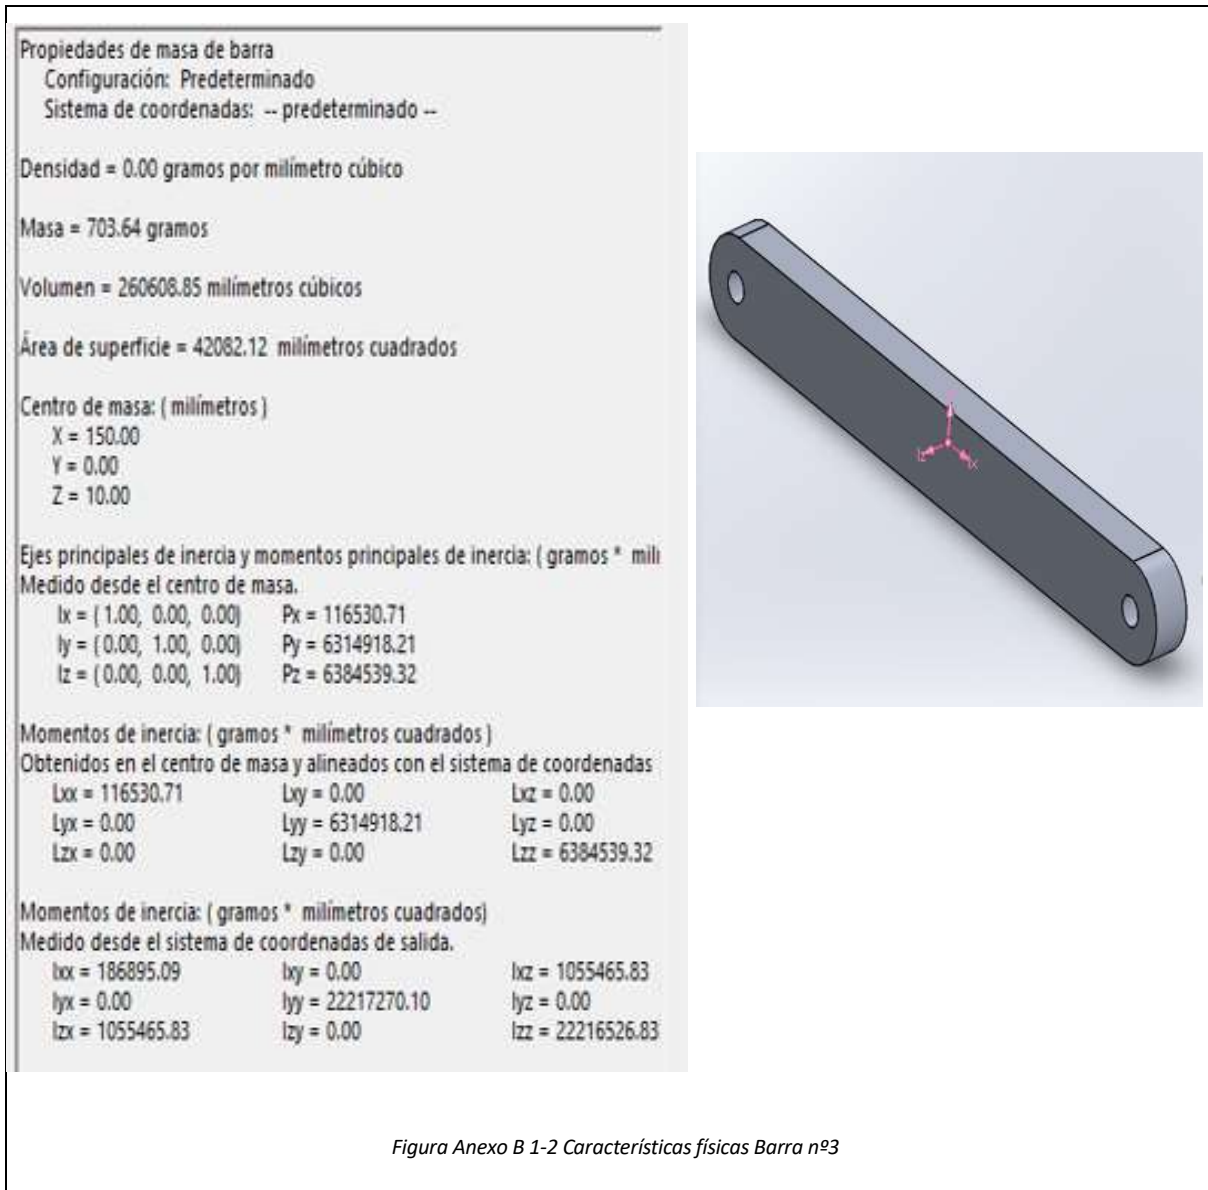 Propiedades de masa de barra
Configuración: Predeterminado
Sistema de coordenadas: -- predeterminado --
Densidad = 0.00 gramos por milímetro cúbico
Masa = 703.64 gramos
Volumen = 260608.85 milímetros cúbicos
Área de superficie = 42082.12 milímetros cuadrados
Centro de masa: ( milímetros )
X = 150.00
Y = 0.00
Z = 10.00
Ejes principales de inercia y momentos principales de inercia: ( gramos * mili
Medido desde el centro de masa.
Ix = ( 1.00, 0.00, 0.00) Px = 116530.71
Iy = ( 0.00, 1.00, 0.00) Py = 6314918.21
Iz = ( 0.00, 0.00, 1.00) Pz = 6384539.32
Momentos de inercia: ( gramos * milímetros cuadrados )
Obtenidos en el centro de masa y alineados con el sistema de coordenadas
Lxx = 116530.71 Lxy = 0.00 Lxz = 0.00
Lyx = 0.00 Lyy = 6314918.21 Lyz = 0.00
Lzx = 0.00 Lzy = 0.00 Lzz = 6384539.32
Momentos de inercia: ( gramos * milímetros cuadrados)
Medido desde el sistema de coordenadas de salida.
Ixx = 186895.09 Ixy = 0.00 Ixz = 1055465.83
Iyx = 0.00 Iyy = 22217270.10 Iyz = 0.00
Izx = 1055465.83 Izy = 0.00 Izz = 22216526.83
Iz Ix
Figura Anexo B 1-2 Características físicas Barra nº3